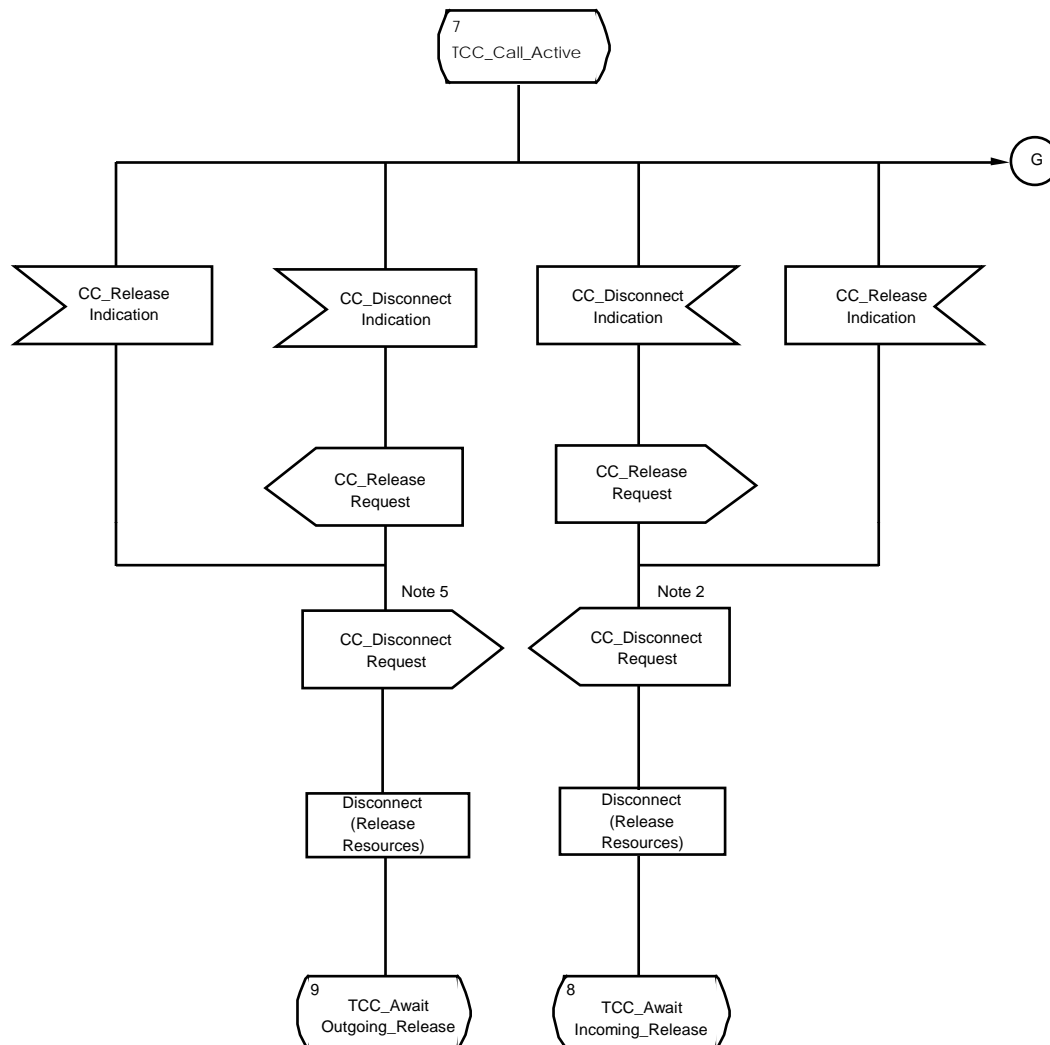 7
TCC_Call_Active
G
CC_Release
Indication
CC_Disconnect
Indication
CC_Disconnect
Indication
CC_Release
Indication
CC_Release
Request
CC_Release
Request
Note 5
Note 2
CC_Disconnect
Request
CC_Disconnect
Request
Disconnect
(Release
Resources)
Disconnect
(Release
Resources)
9
TCC_Await
Outgoing_Release
8
TCC_Await
Incoming_Release